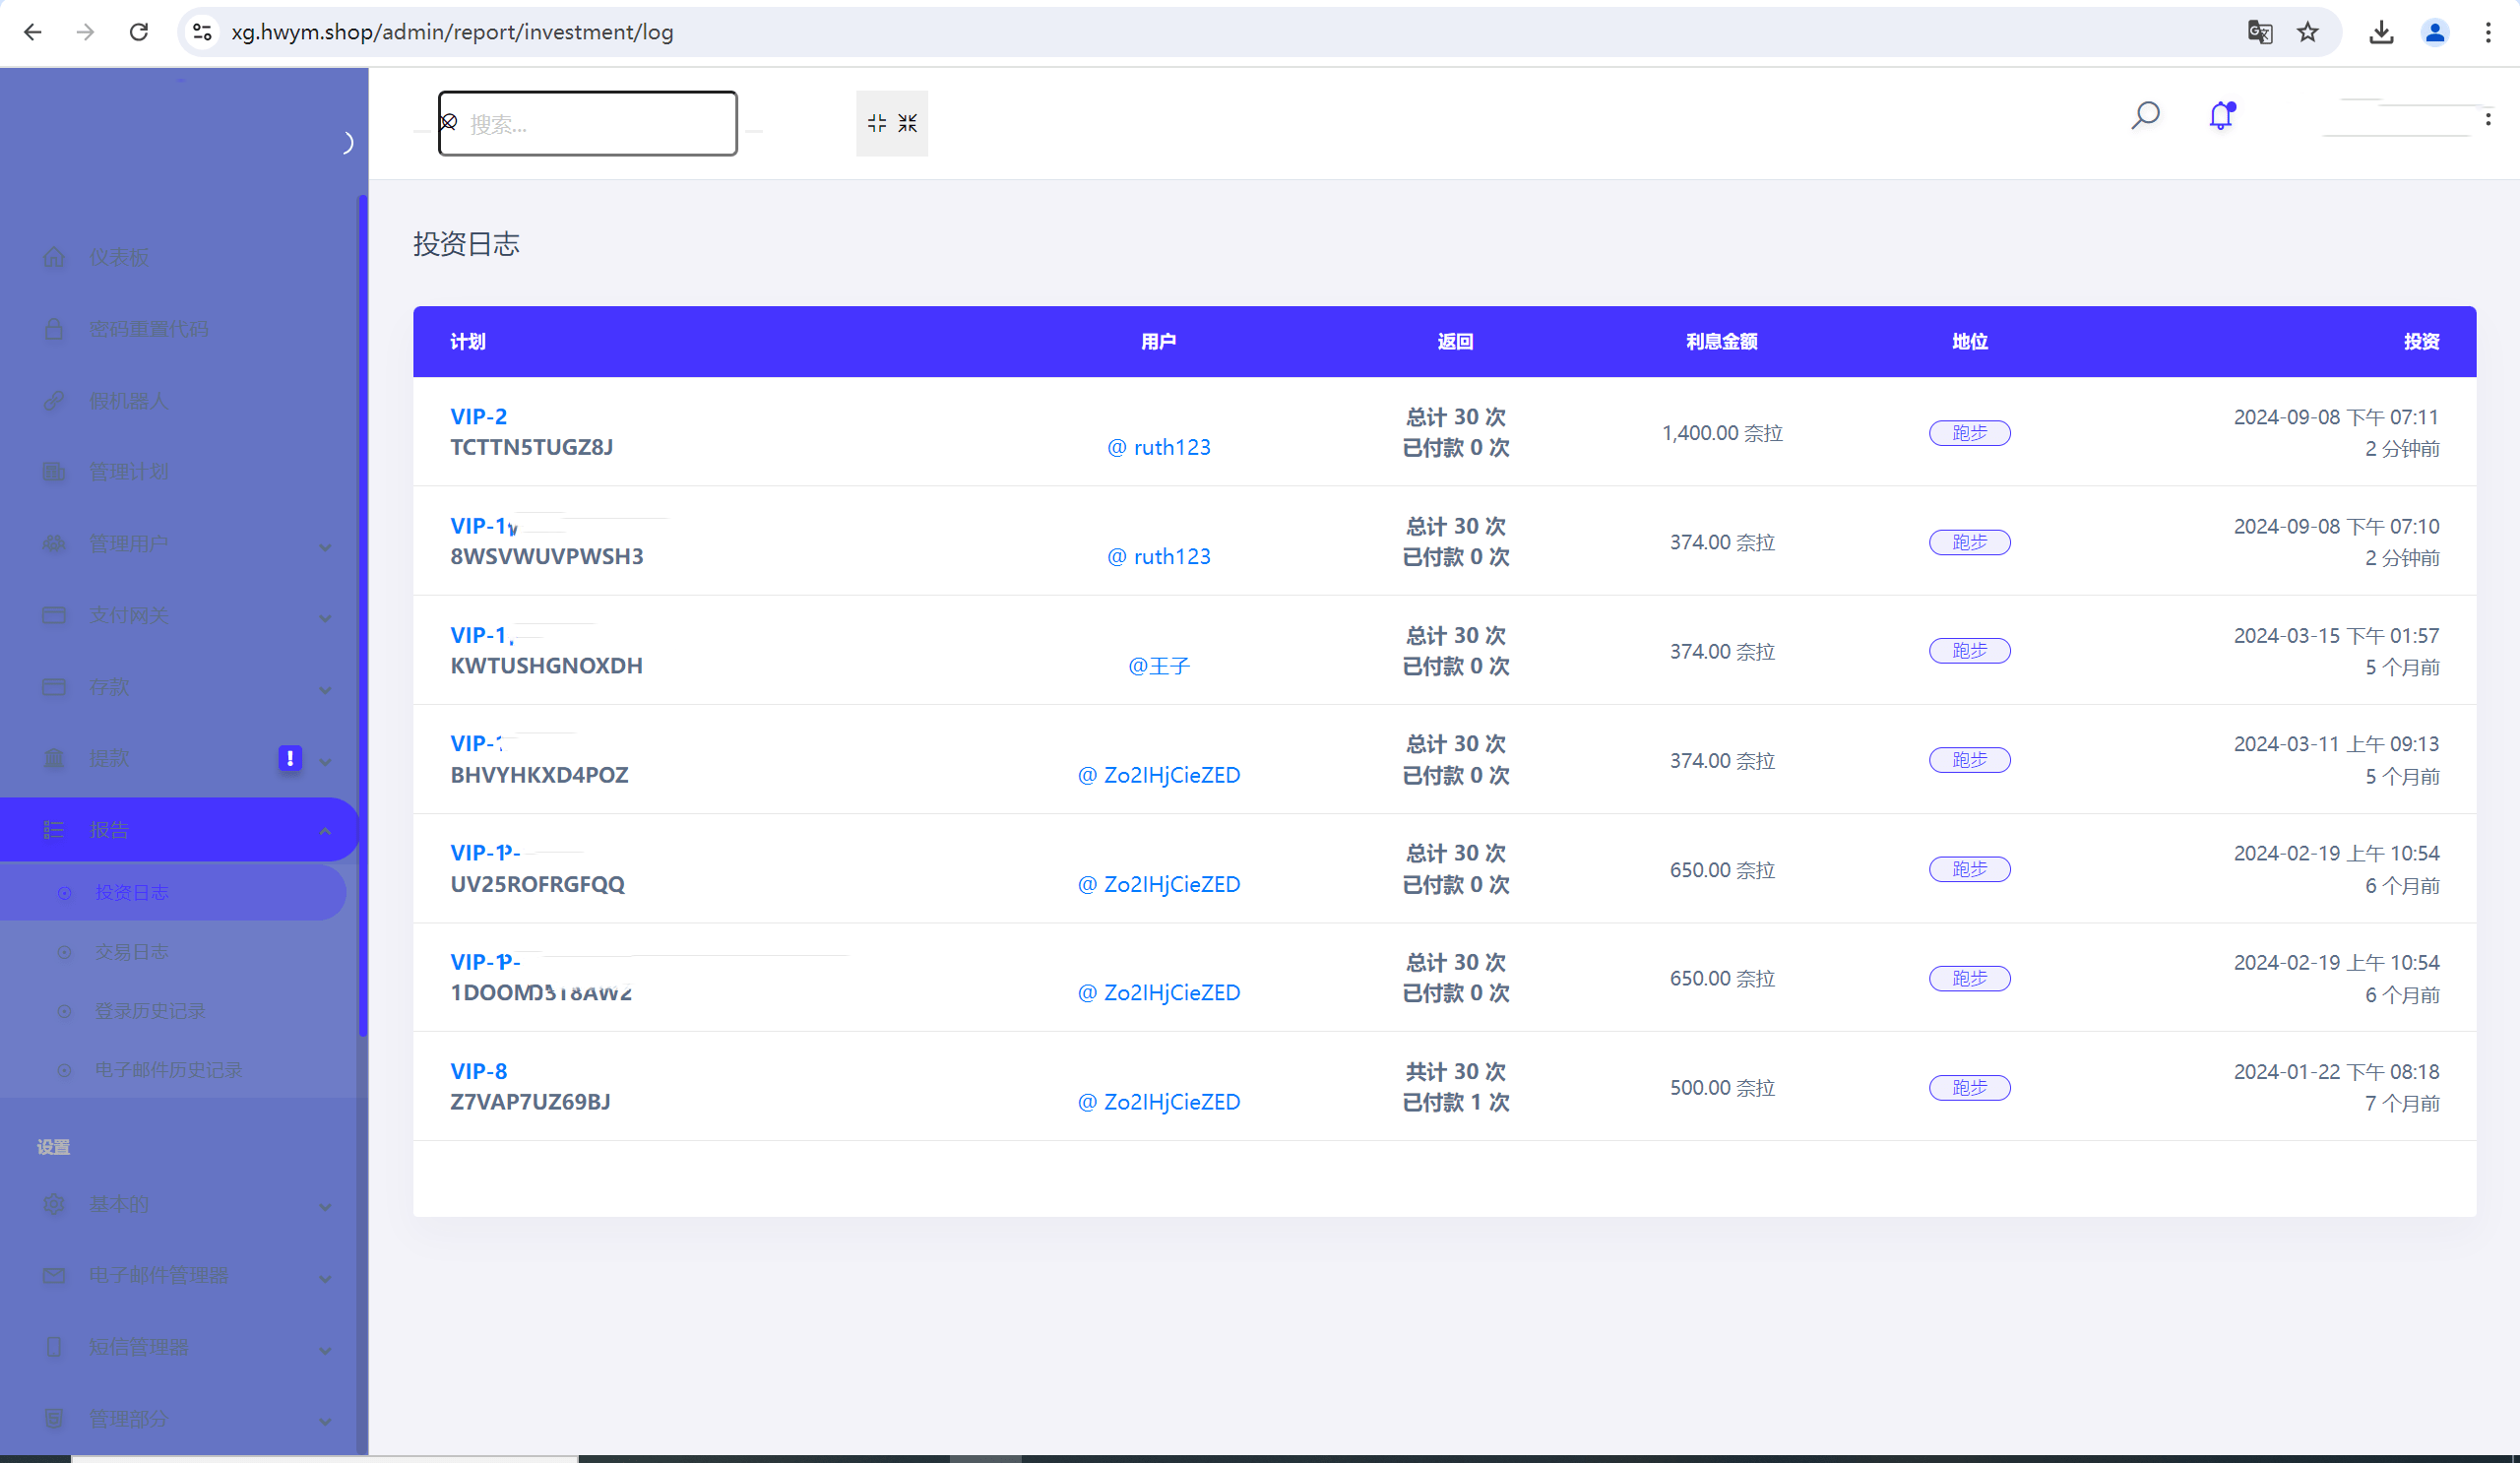 xg.hwym.shop/admin/report/investment/log
搜索...
仪表板
密码重置代码
假机器人
管理计划
管理用户
支付网关
存款
提款
报告
投资日志
交易日志
登录历史记录
电子邮件历史记录
设置
基本的
电子邮件管理器
短信管理器
管理部分
投资日志
计划 用户 返回 利息金额 地位 投资
VIP-2 总计 30 次 2024-09-08 下午 07:11
TCTTN5TUGZ8J @ ruth123 已付款 0 次 1,400.00 奈拉 跑步 2 分钟前
VIP-1 总计 30 次 2024-09-08 下午 07:10
8WSVWUVPWSH3 @ ruth123 已付款 0 次 374.00 奈拉 跑步 2 分钟前
VIP-1 总计 30 次 2024-03-15 下午 01:57
KWTUSHGNOXDH @王子 已付款 0 次 374.00 奈拉 跑步 5 个月前
VIP- 总计 30 次 2024-03-11 上午 09:13
BHVYHKXD4POZ @ Zo2IHjCieZED 已付款 0 次 374.00 奈拉 跑步 5 个月前
总计 30 次 2024-02-19 上午 10:54
UV25ROFRGFQQ @ Zo2IHjCieZED 已付款 0 次 650.00 奈拉 跑步 6 个月前
总计 30 次 2024-02-19 上午 10:54
@ Zo2IHjCieZED 已付款 0 次 650.00 奈拉 跑步 6 个月前
VIP-8 共计 30 次 2024-01-22 下午 08:18
Z7VAP7UZ69BJ @ Zo2IHjCieZED 已付款 1 次 500.00 奈拉 跑步 7 个月前